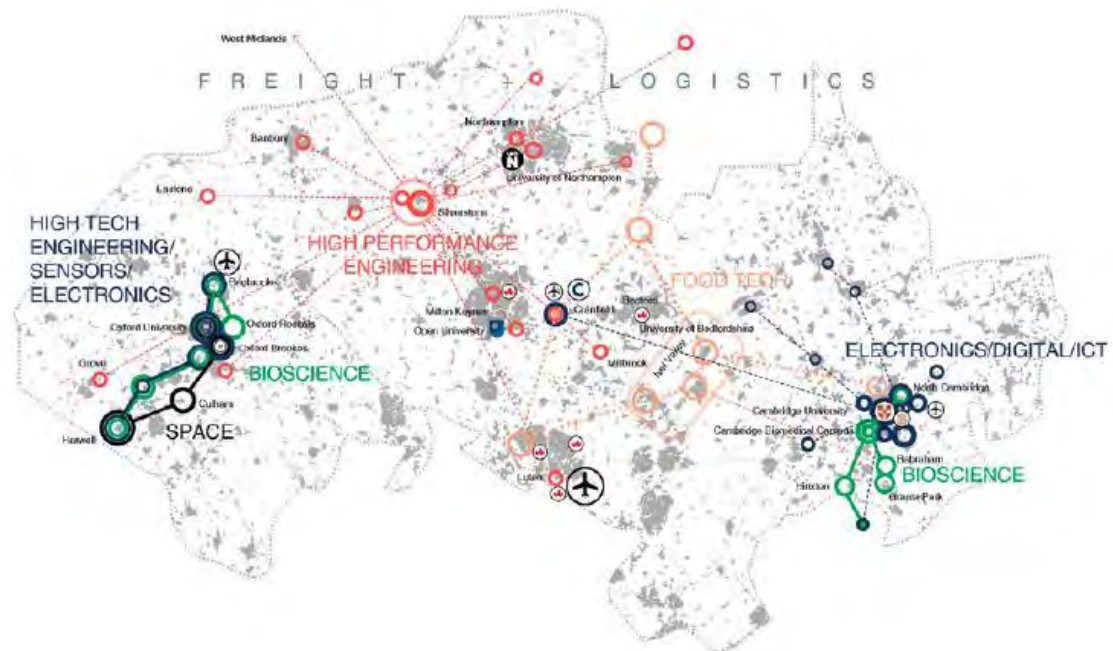 West Midlands
FREIGHT + LOGISTICS
Northampton
Banbury
University of Northampton
Silverstone
HIGH TECH
ENGINEERING/
SENSORS/
ELECTRONICS
HIGH PERFORMANCE
ENGINEERING
FOOD TECH
Begbroke
Milton Keynes
Cranfield
Bedford
Oxford University
Open University
University of Bedfordshire
Oxford Brookes
ELECTRONICS/DIGITAL/ICT
Grove
BIOSCIENCE
Millbrook
North Cambridge
Culham
Cambridge University
SPACE
Cambridge Biomedical Campus
Harwell
Babraham
BIOSCIENCE
Luton
Hinxton
Granta Park